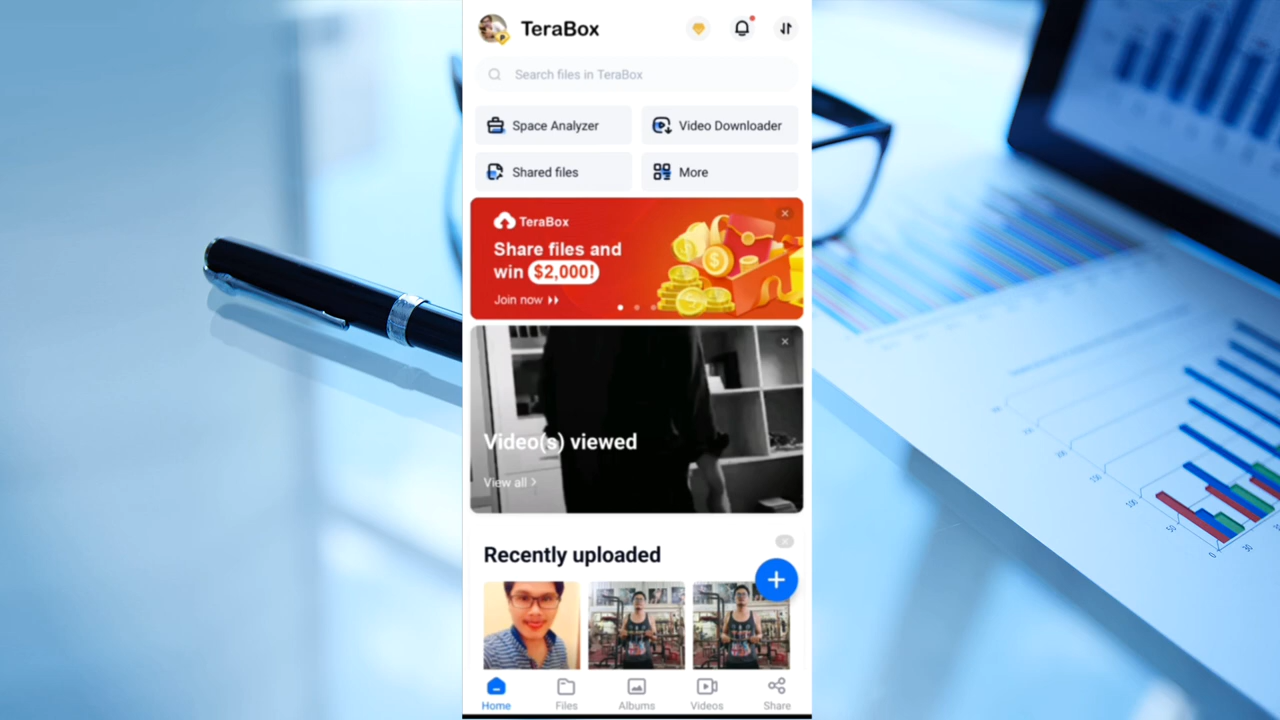 TeraBox
Search files in TeraBox
Space Analyzer
Video Downloader
Shared files
More
TeraBox
Share files and
win $2,000!
Join now
Video(s) viewed
View all
Recently uploaded
Home
Files
Albums
Videos
Share